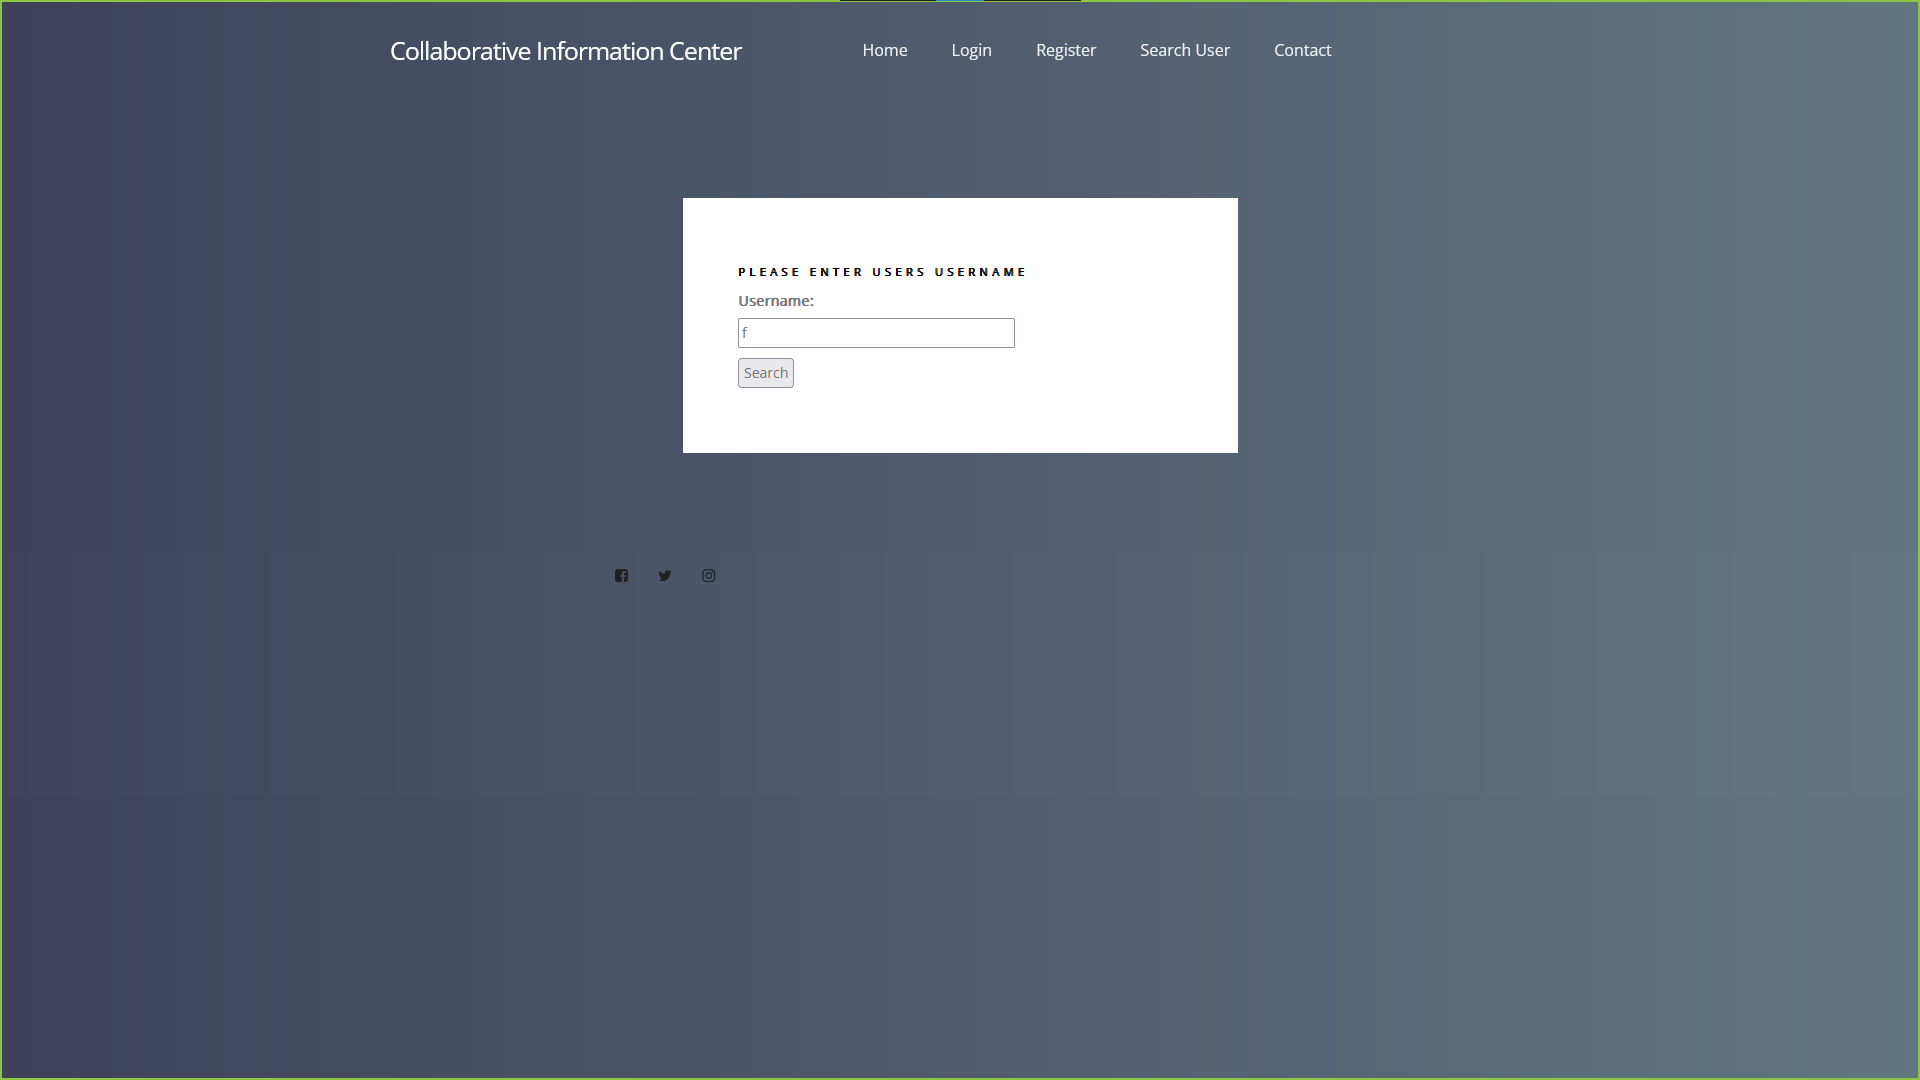 Collaborative Information Center
Home Login Register Search User Contact
PLEASE ENTER USERS USERNAME
Username:
f
Search